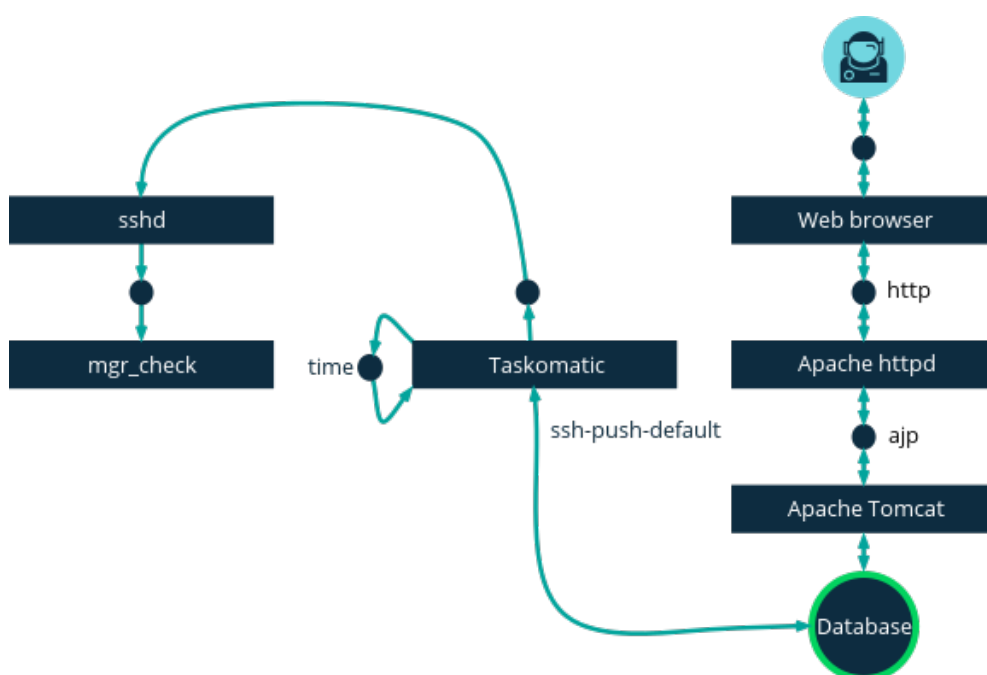 sshd
Web browser
http
mgr_check
time
Taskomatic
Apache httpd
ssh-push-default
ajp
Apache Tomcat
Database